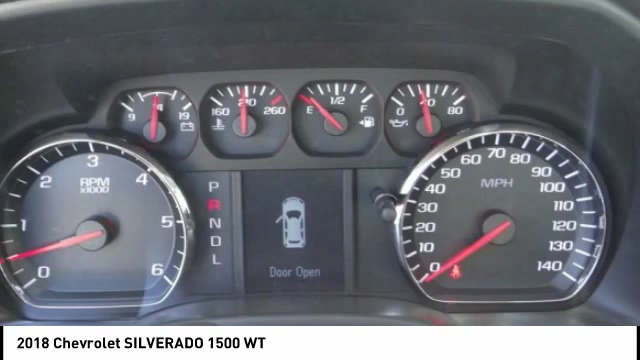 9 19
160 210 260
E 1/2 F
0 40 80
RPM
x1000
0 1 2 3 4 5 6
P
R
N
D
L
Door Open
MPH
0 10 20 30 40 50 60 70 80 90 100 110 120 130 140
2018 Chevrolet SILVERADO 1500 WT